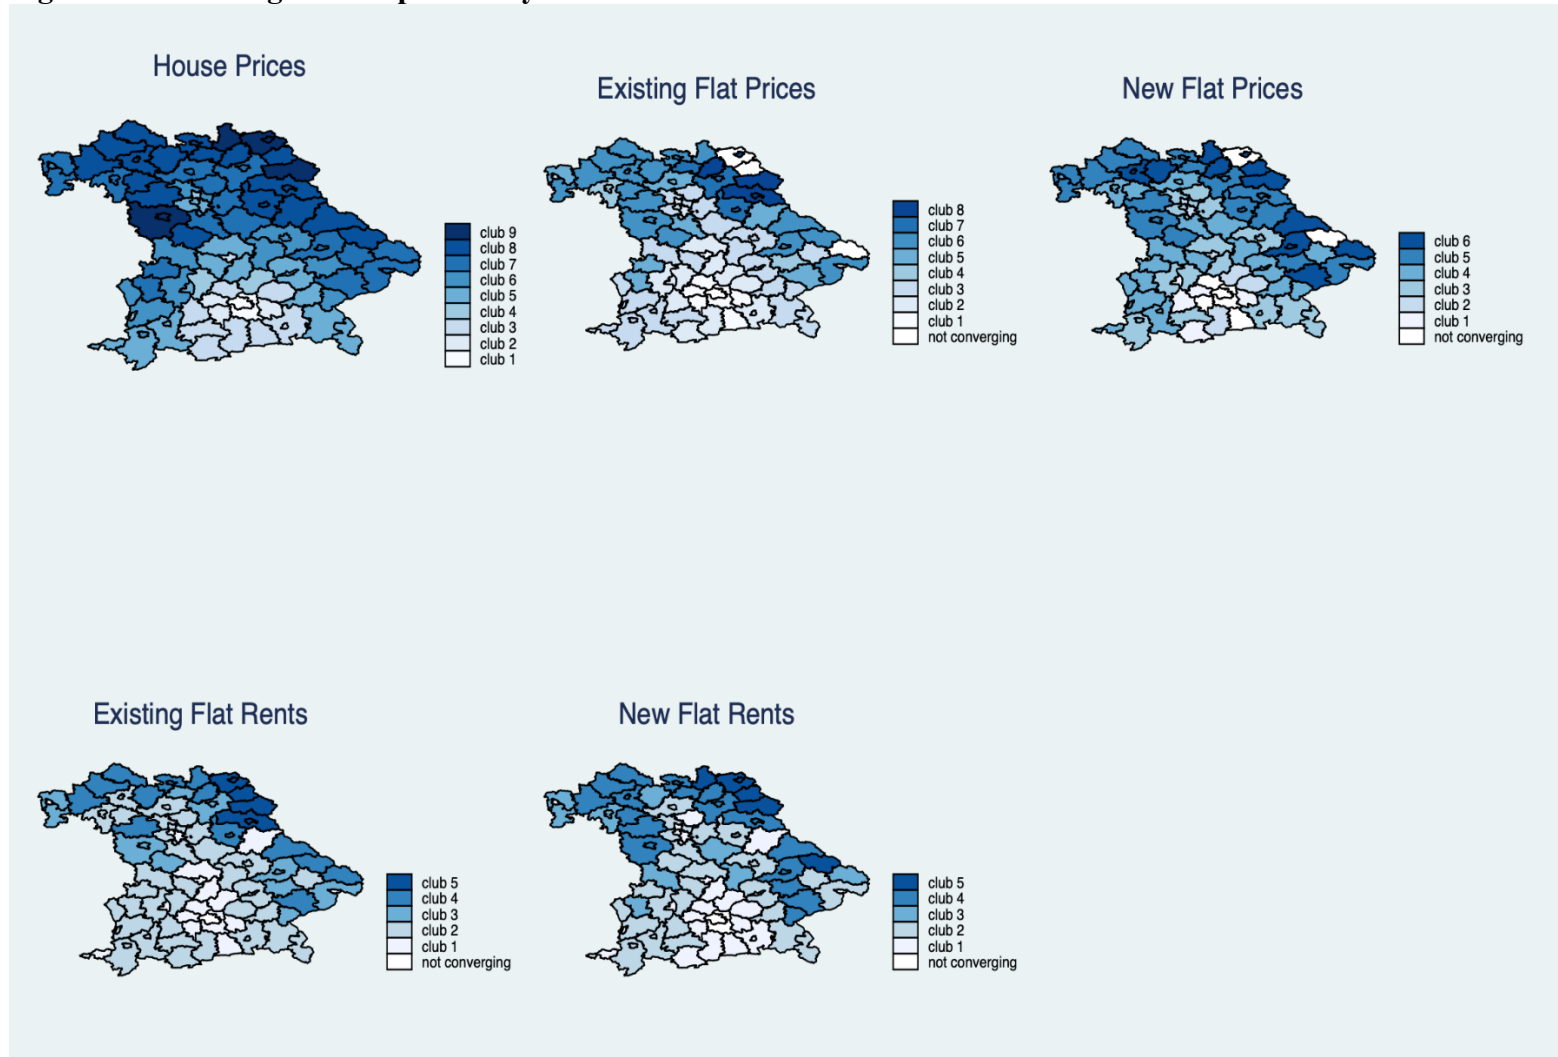 House Prices
club 9
club 8
club 7
club 6
club 5
club 4
club 3
club 2
club 1
Existing Flat Prices
club 8
club 7
club 6
club 5
club 4
club 3
club 2
club 1
not converging
New Flat Prices
club 6
club 5
club 4
club 3
club 2
club 1
not converging
Existing Flat Rents
club 5
club 4
club 3
club 2
club 1
not converging
New Flat Rents
club 5
club 4
club 3
club 2
club 1
not converging